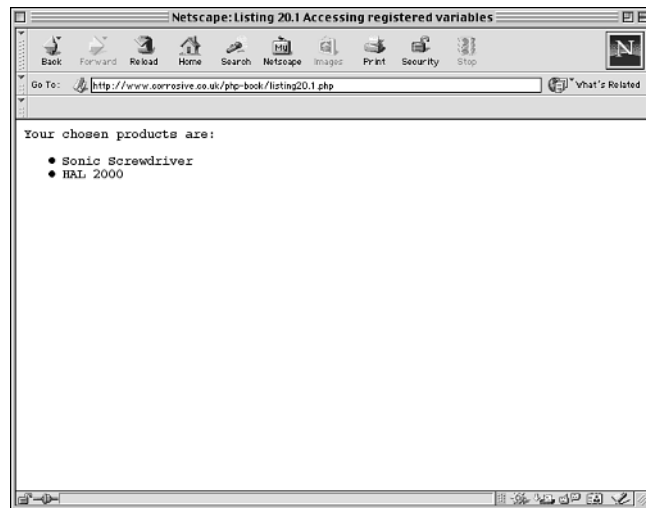 Netscape: Listing 20.1 Accessing registered variables
Back Forward Reload Home Search Netscape Images Print Security Stop
N
Go To: http://www.corrosive.co.uk/php-book/listing20.1.php What's Related
Your chosen products are:
Sonic Screwdriver
HAL 2000